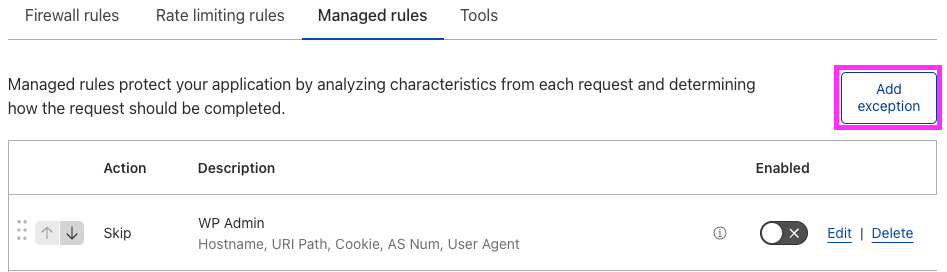 Firewall rules Rate limiting rules Managed rules Tools
Managed rules protect your application by analyzing characteristics from each request and determining
how the request should be completed.
Add
exception
Action Description Enabled
WP Admin
Skip Edit | Delete
Hostname, URI Path, Cookie, AS Num, User Agent